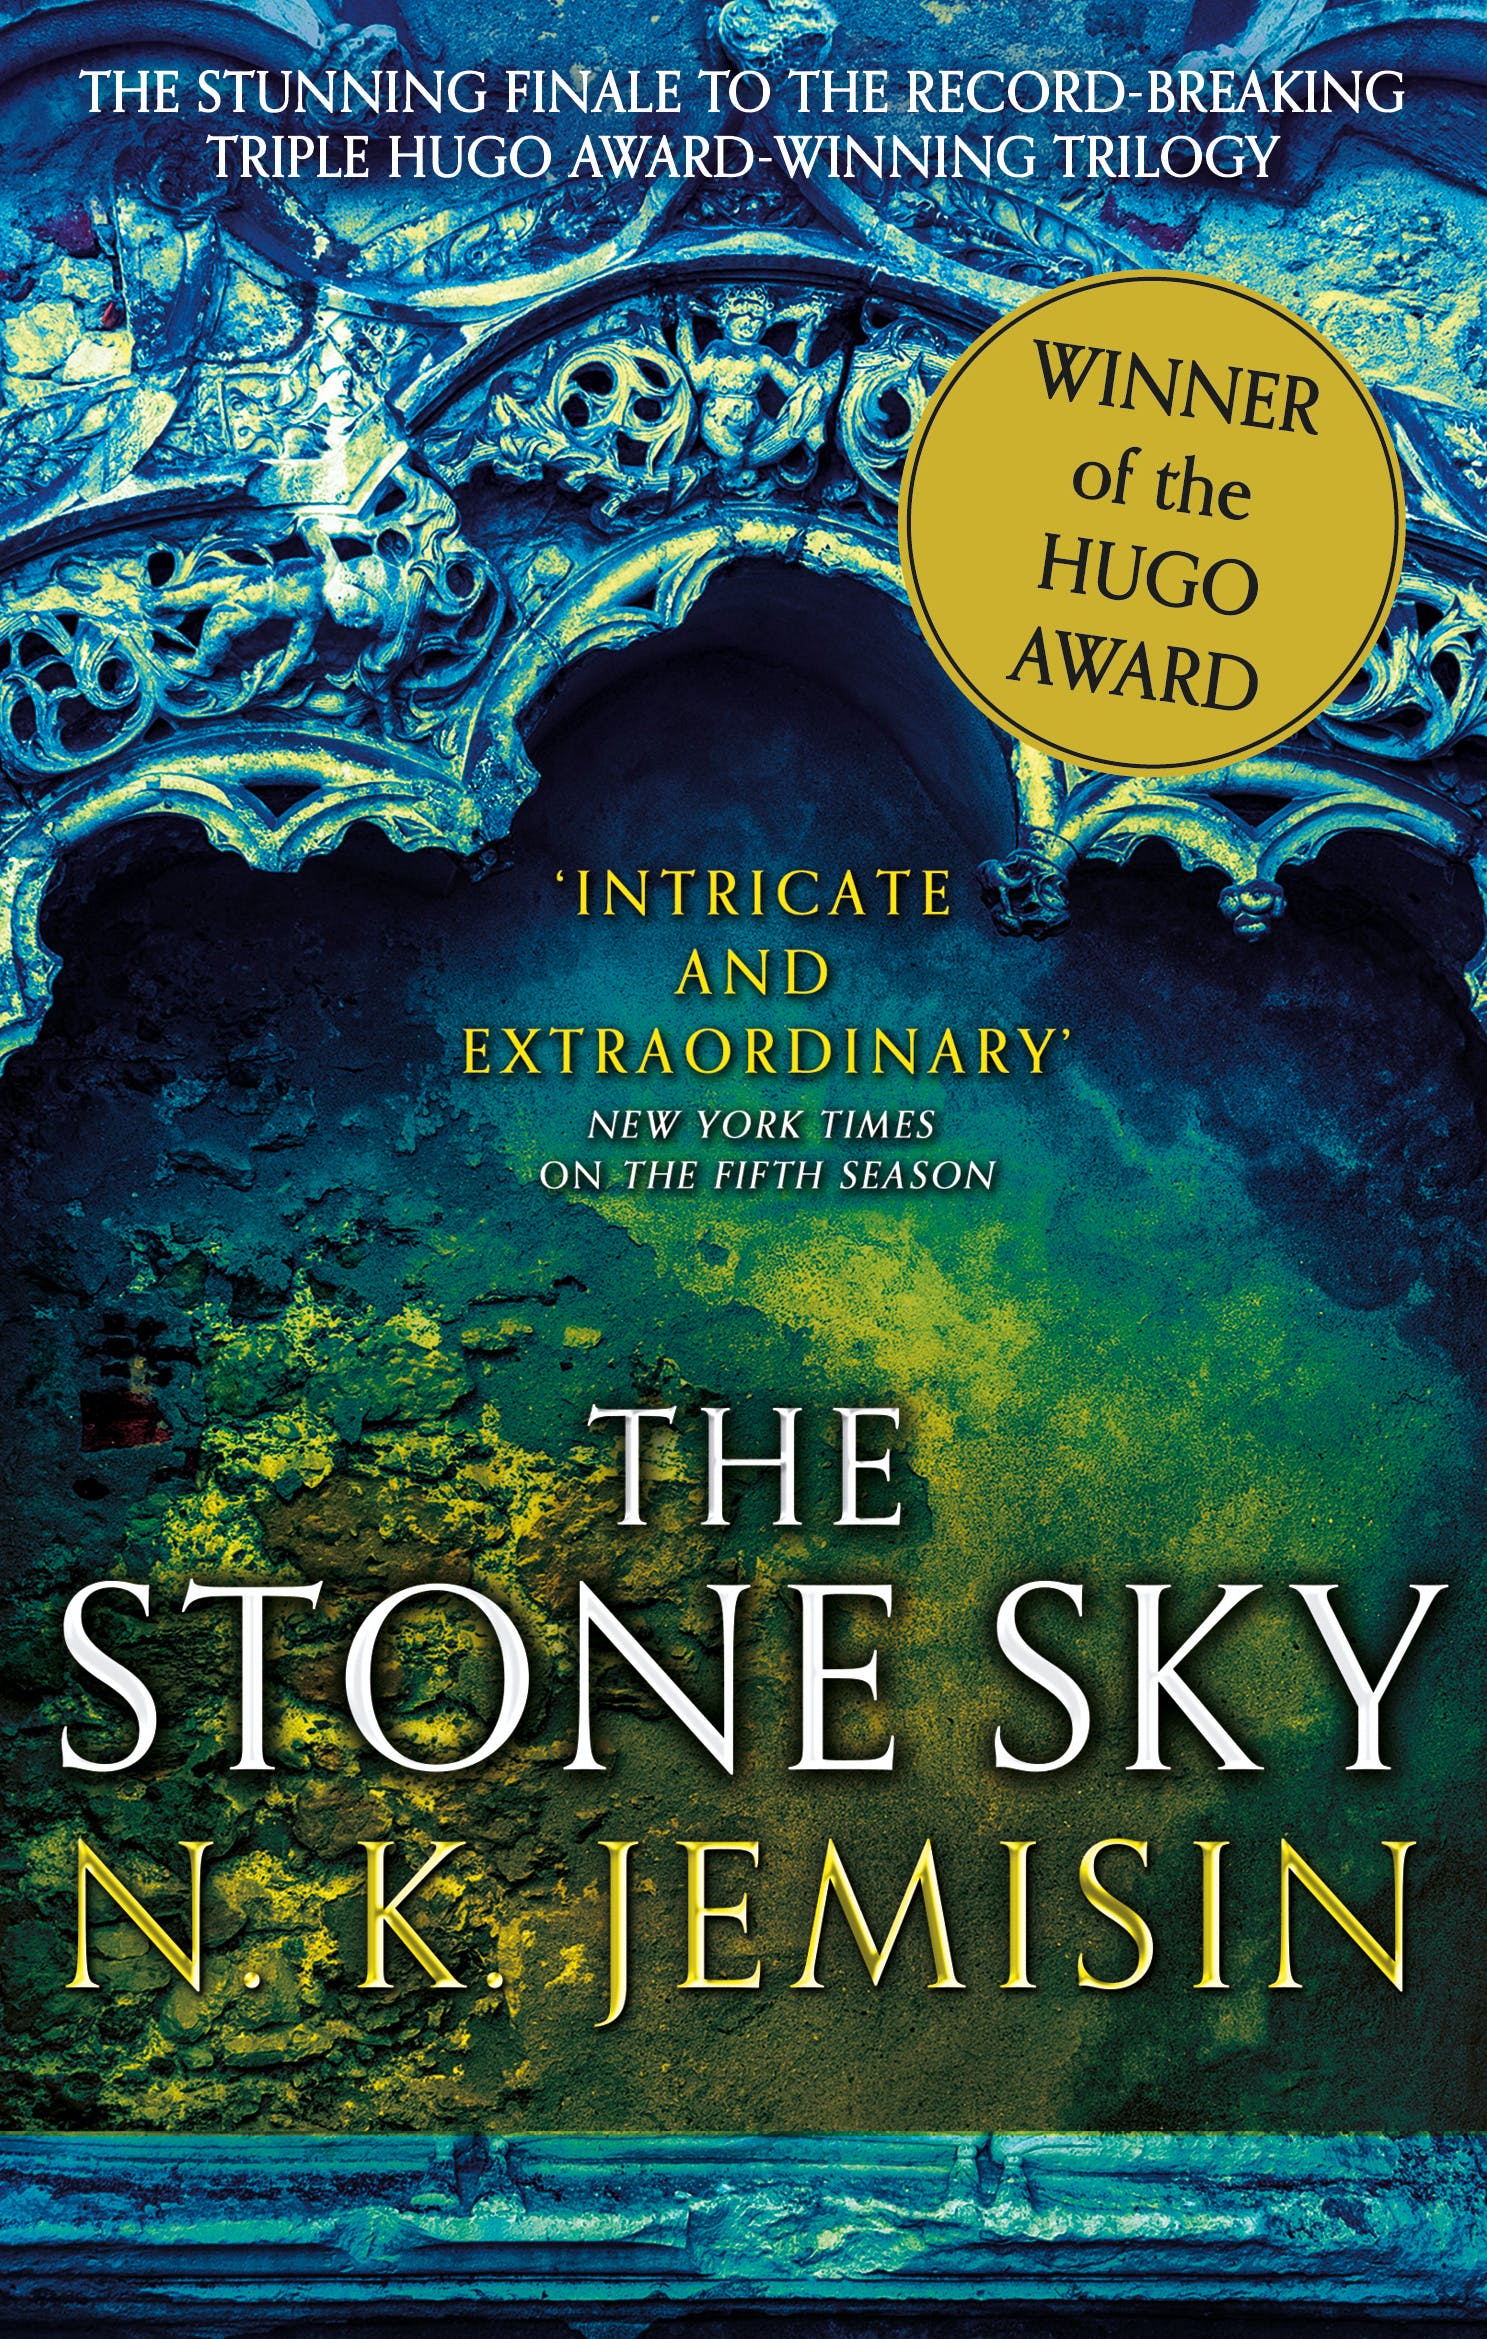 THE STUNNING FINALE TO THE RECORD-BREAKING
TRIPLE HUGO AWARD-WINNING TRILOGY
WINNER
of the
HUGO
AWARD
‘INTRICATE
AND
EXTRAORDINARY’
NEW YORK TIMES
ON THE FIFTH SEASON
THE
STONE SKY
N. K. JEMISIN